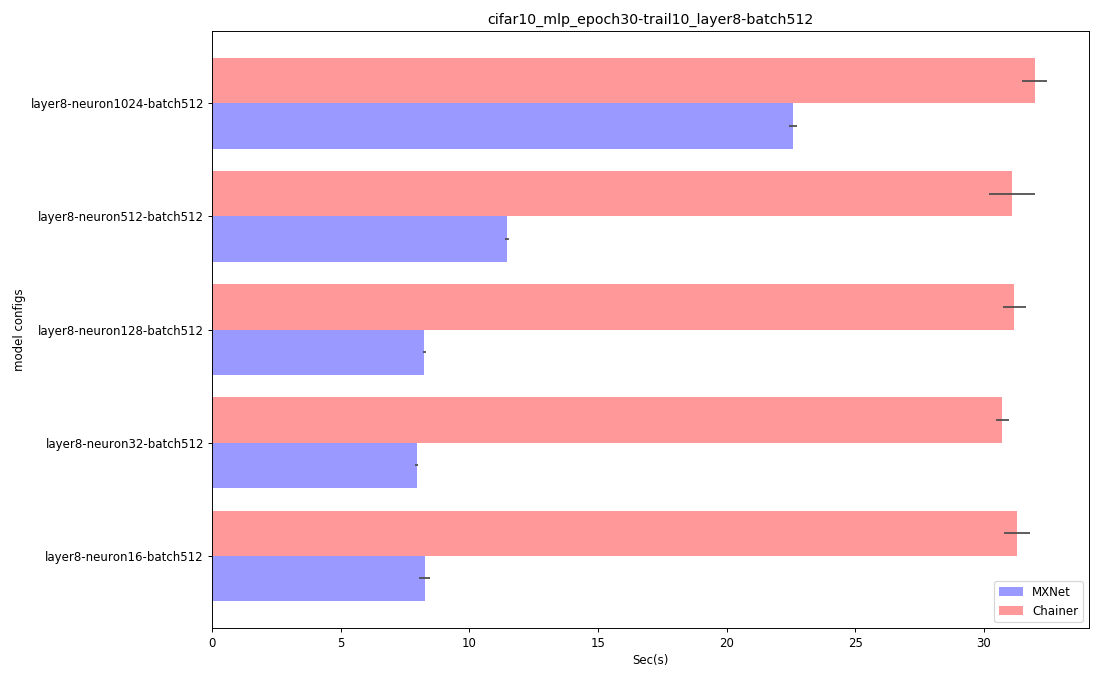 cifar10_mlp_epoch30-trail10_layer8-batch512
layer8-neuron1024-batch512
layer8-neuron512-batch512
layer8-neuron128-batch512
layer8-neuron32-batch512
layer8-neuron16-batch512
model configs
MXNet
Chainer
0 5 10 15 20 25 30
Sec(s)